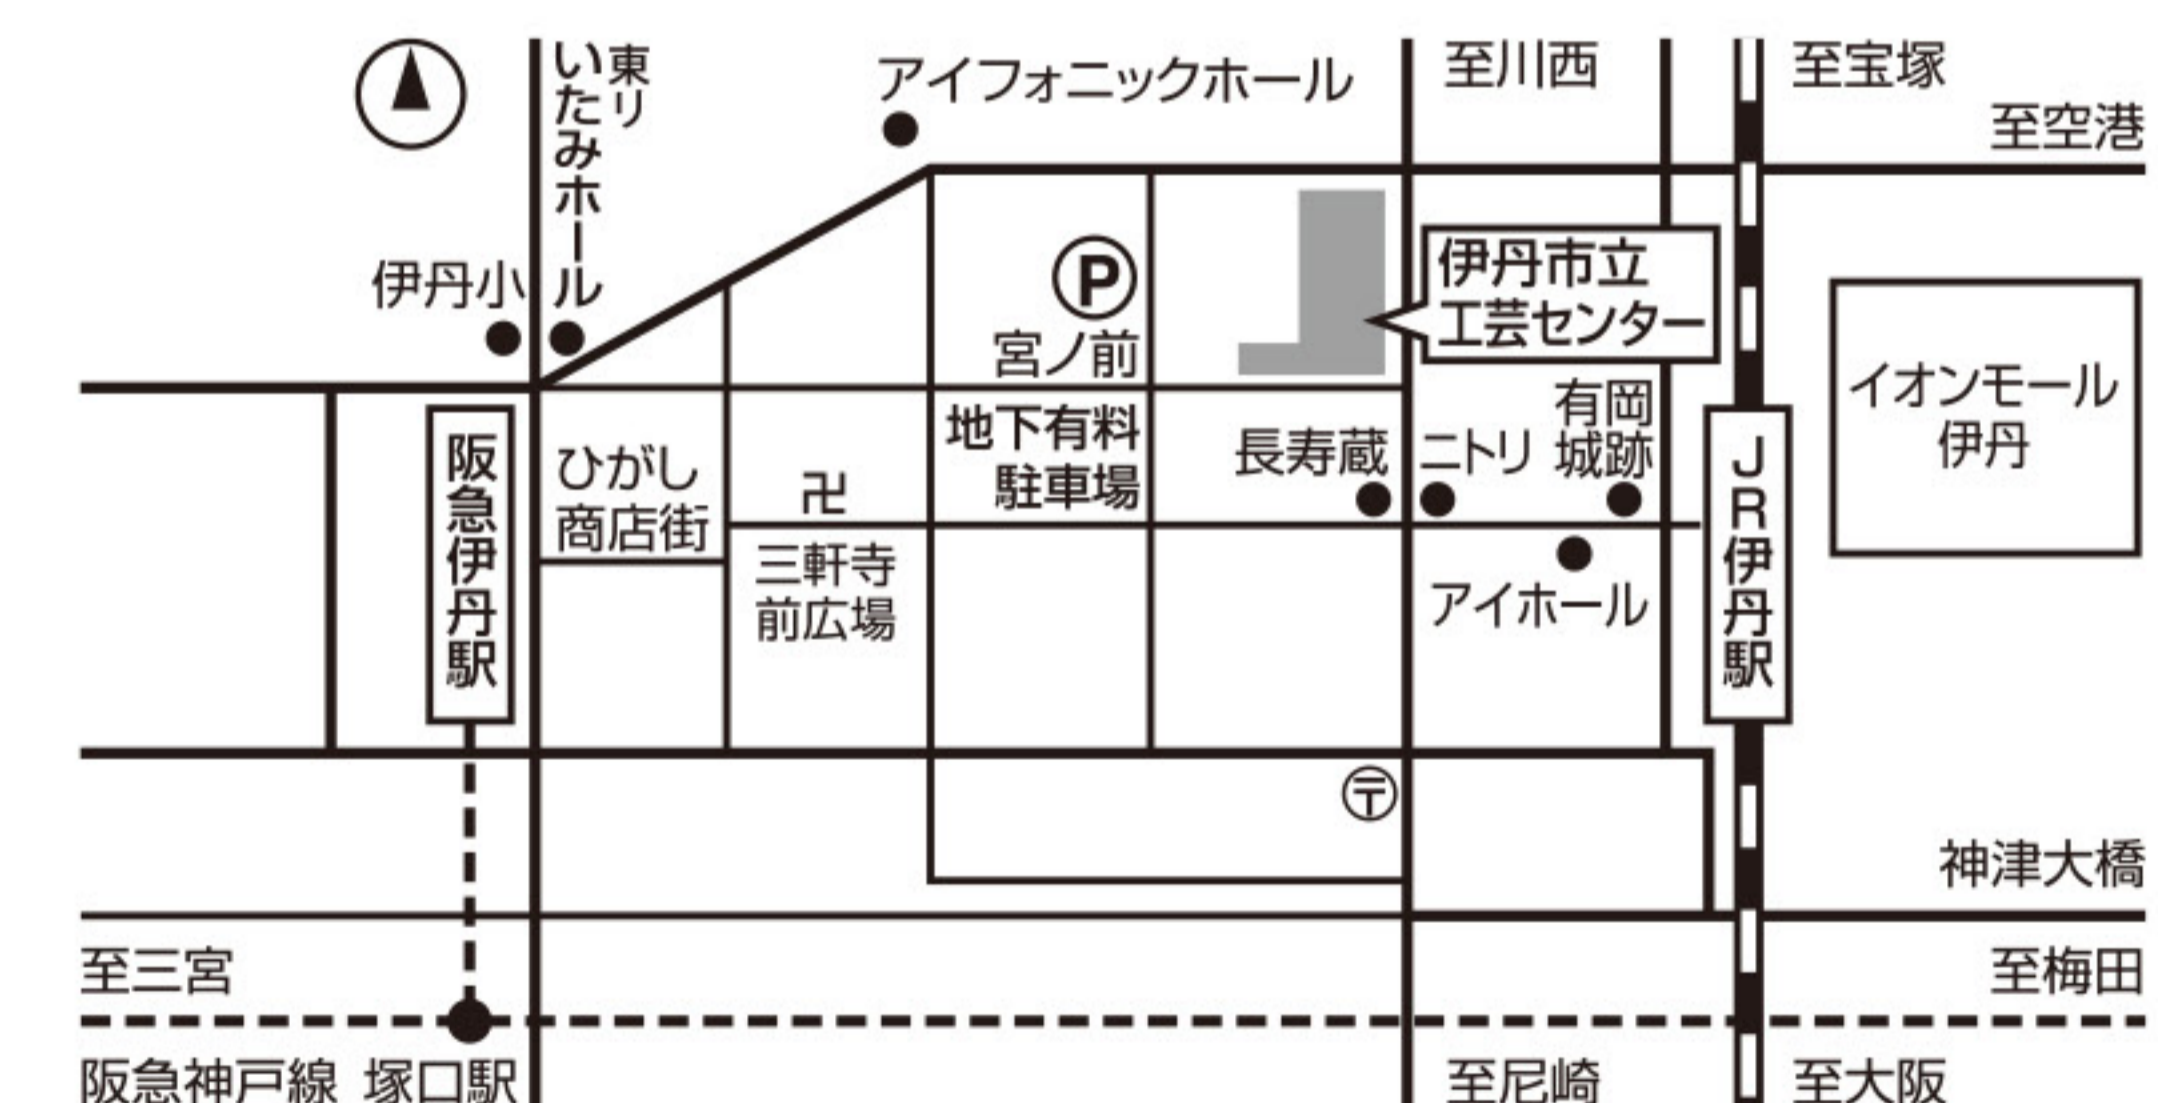 東リ
いたみホール
アイフォニックホール
至川西
至宝塚
至空港
伊丹小
P
宮ノ前
地下有料
駐車場
伊丹市立
工芸センター
イオンモール
伊丹
阪急伊丹駅
ひがし
商店街
卍
三軒寺
前広場
長寿蔵
ニトリ
有岡
城跡
アイホール
JR伊丹駅
〒
神津大橋
至三宮
至梅田
阪急神戸線
塚口駅
至尼崎
至大阪